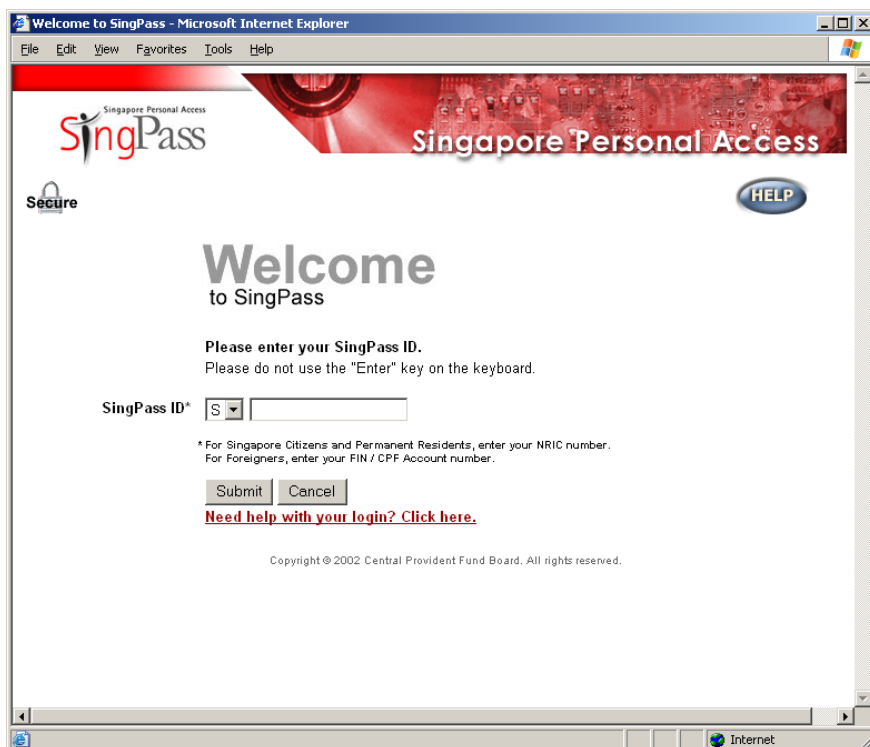 Welcome to SingPass - Microsoft Internet Explorer
File Edit View Favorites Tools Help
Singapore Personal Access
SingPass
Singapore Personal Access
Secure
HELP
Welcome
to SingPass
Please enter your SingPass ID.
Please do not use the "Enter" key on the keyboard.
SingPass ID* S
* For Singapore Citizens and Permanent Residents, enter your NRIC number.
For Foreigners, enter your FIN / CPF Account number.
Submit Cancel
Need help with your login? Click here.
Copyright © 2002 Central Provident Fund Board. All rights reserved.
Internet